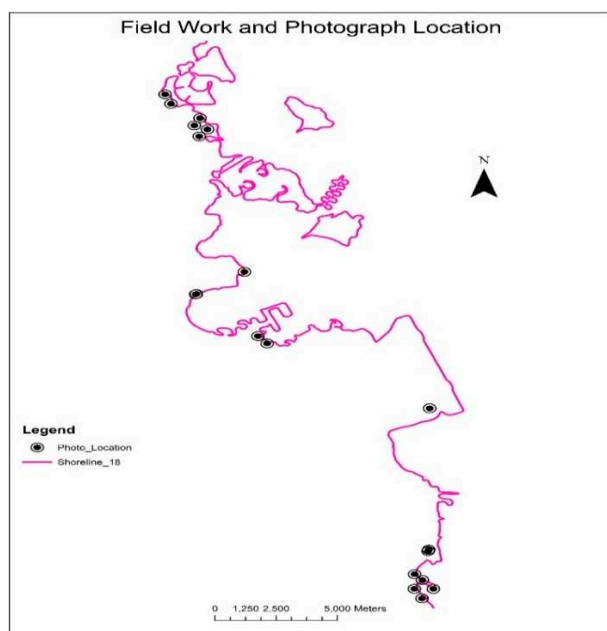 Field Work and Photograph Location
N
Legend
Photo_Location
Shoreline_18
0 1,250 2,500 5,000 Meters